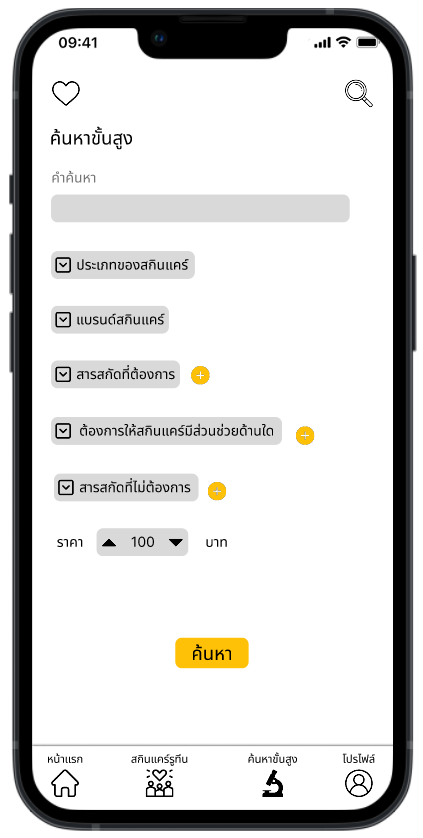 09:41
ค้นหาขั้นสูง
คำค้นหา
ประเภทของสกินแคร์
แบรนด์สกินแคร์
สารสกัดที่ต้องการ
ต้องการให้สกินแคร์มีส่วนช่วยด้านใด
สารสกัดที่ไม่ต้องการ
ราคา 100 บาท
ค้นหา
หน้าแรก สกินแคร์รูทีน ค้นหาขั้นสูง โปรไฟล์